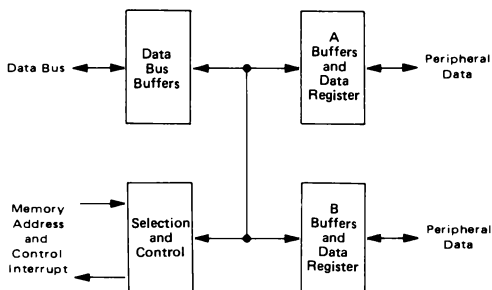 Data Bus
Data
Bus
Buffers
A
Buffers
and
Data
Register
Peripheral
Data
Memory
Address
and
Control
Interrupt
Selection
and
Control
B
Buffers
and
Data
Register
Peripheral
Data